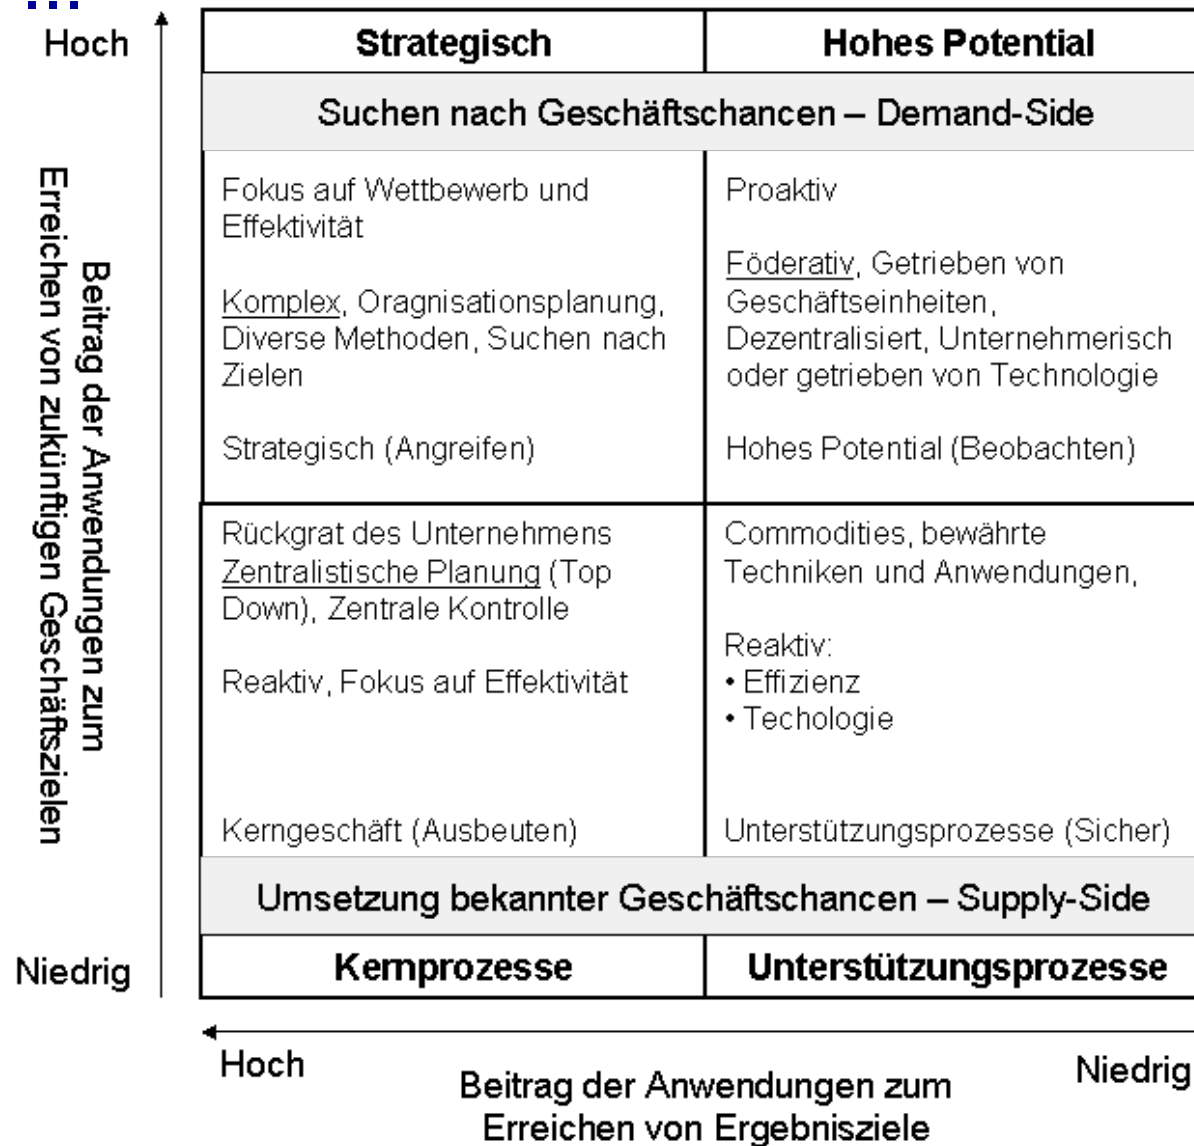 Hoch
Strategisch
Hohes Potential
Suchen nach Geschäftschancen – Demand-Side
Fokus auf Wettbewerb und
Effektivität
Komplex, Oragnisationsplanung,
Diverse Methoden, Suchen nach
Zielen
Strategisch (Angreifen)
Proaktiv
Föderativ, Getrieben von
Geschäftseinheiten,
Dezentralisiert, Unternehmerisch
oder getrieben von Technologie
Hohes Potential (Beobachten)
Beitrag der Anwendungen zum
Erreichen von zukünftigen Geschäftszielen
Rückgrat des Unternehmens
Zentralistische Planung (Top
Down), Zentrale Kontrolle
Reaktiv, Fokus auf Effektivität
Kerngeschäft (Ausbeuten)
Commodities, bewährte
Techniken und Anwendungen,
Reaktiv:
• Effizienz
• Techologie
Unterstützungsprozesse (Sicher)
Umsetzung bekannter Geschäftschancen – Supply-Side
Niedrig
Kernprozesse
Unterstützungsprozesse
Hoch
Niedrig
Beitrag der Anwendungen zum
Erreichen von Ergebnisziele